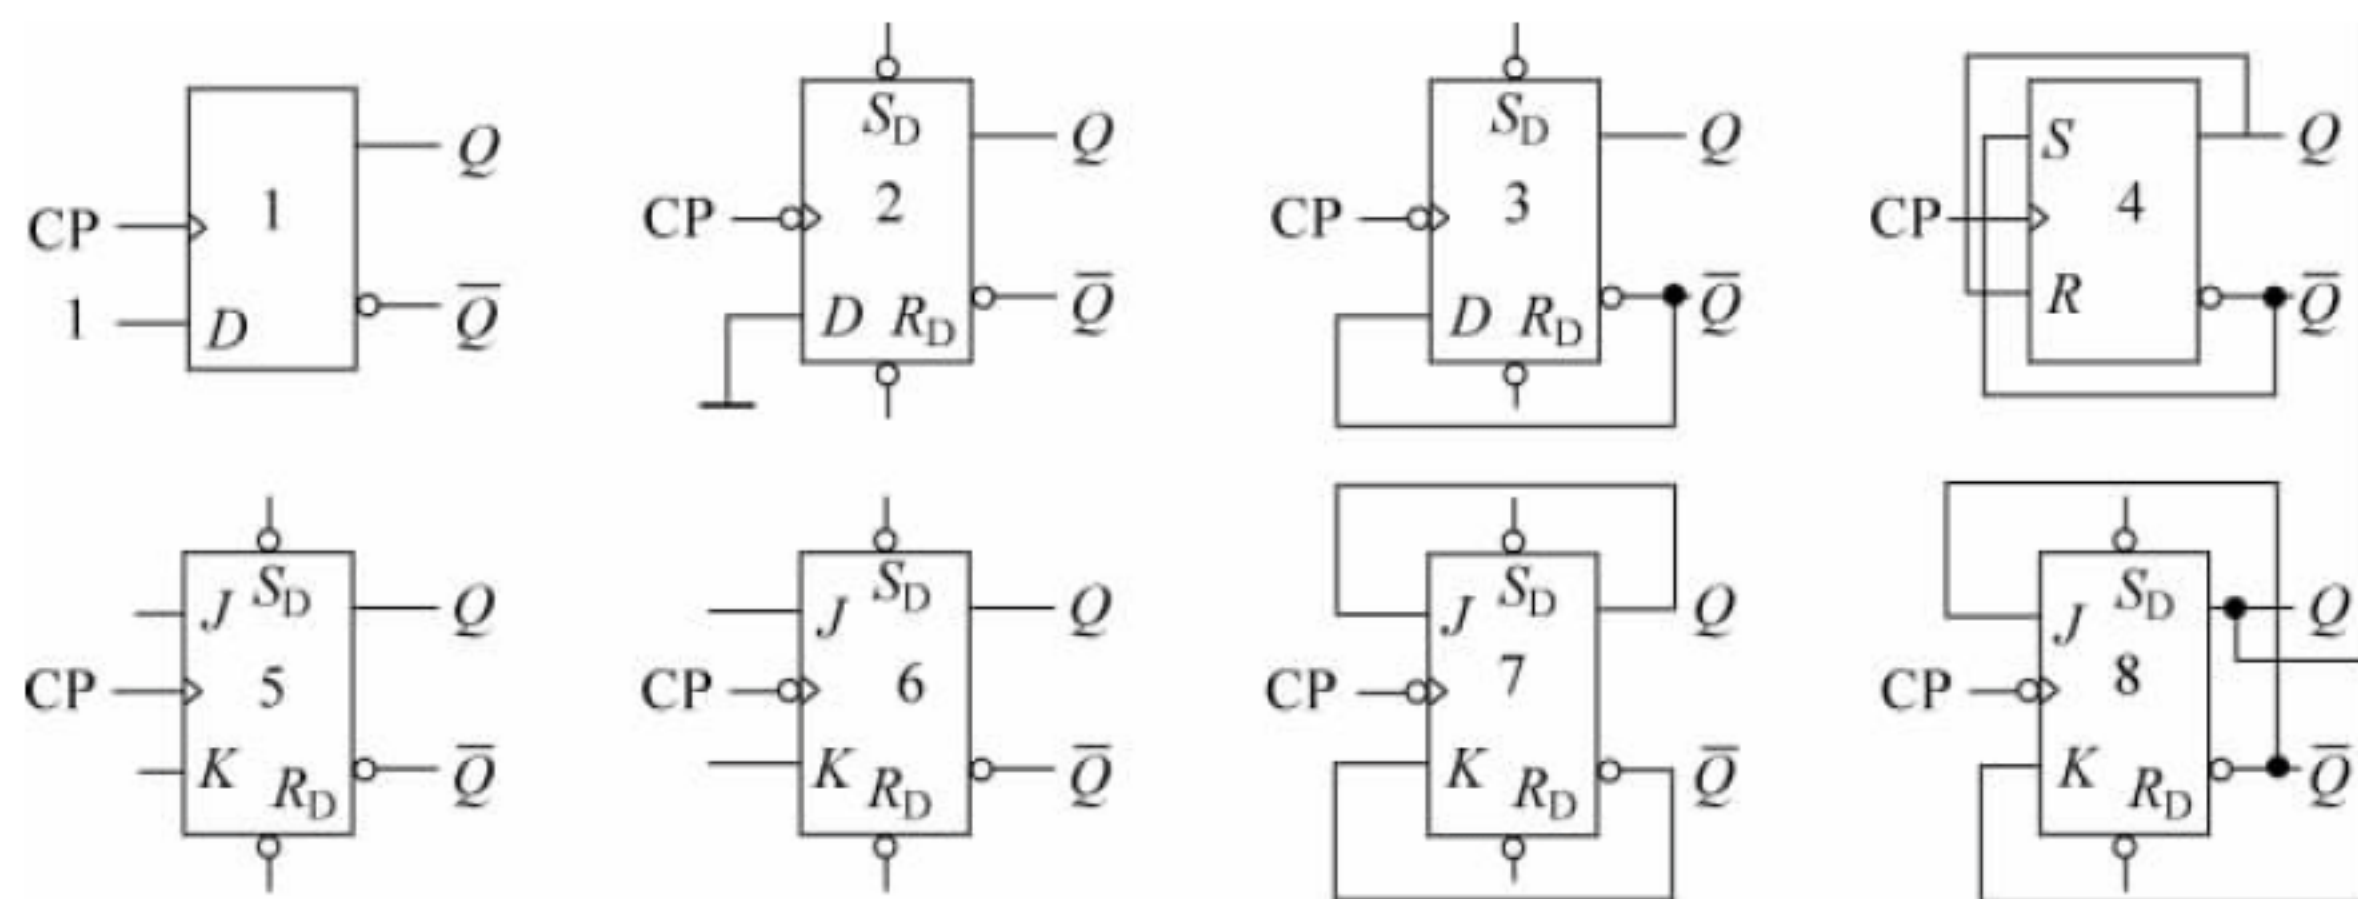 S_D S_D
Q Q Q S Q
CP 1 CP 2 CP 3 CP 4
1 D Q̅ D R_D Q̅ D R_D Q̅ R Q̅
J S_D Q J S_D Q J S_D Q J S_D Q
CP 5 CP 6 CP 7 CP 8
K R_D Q̅ K R_D Q̅ K R_D Q̅ K R_D Q̅